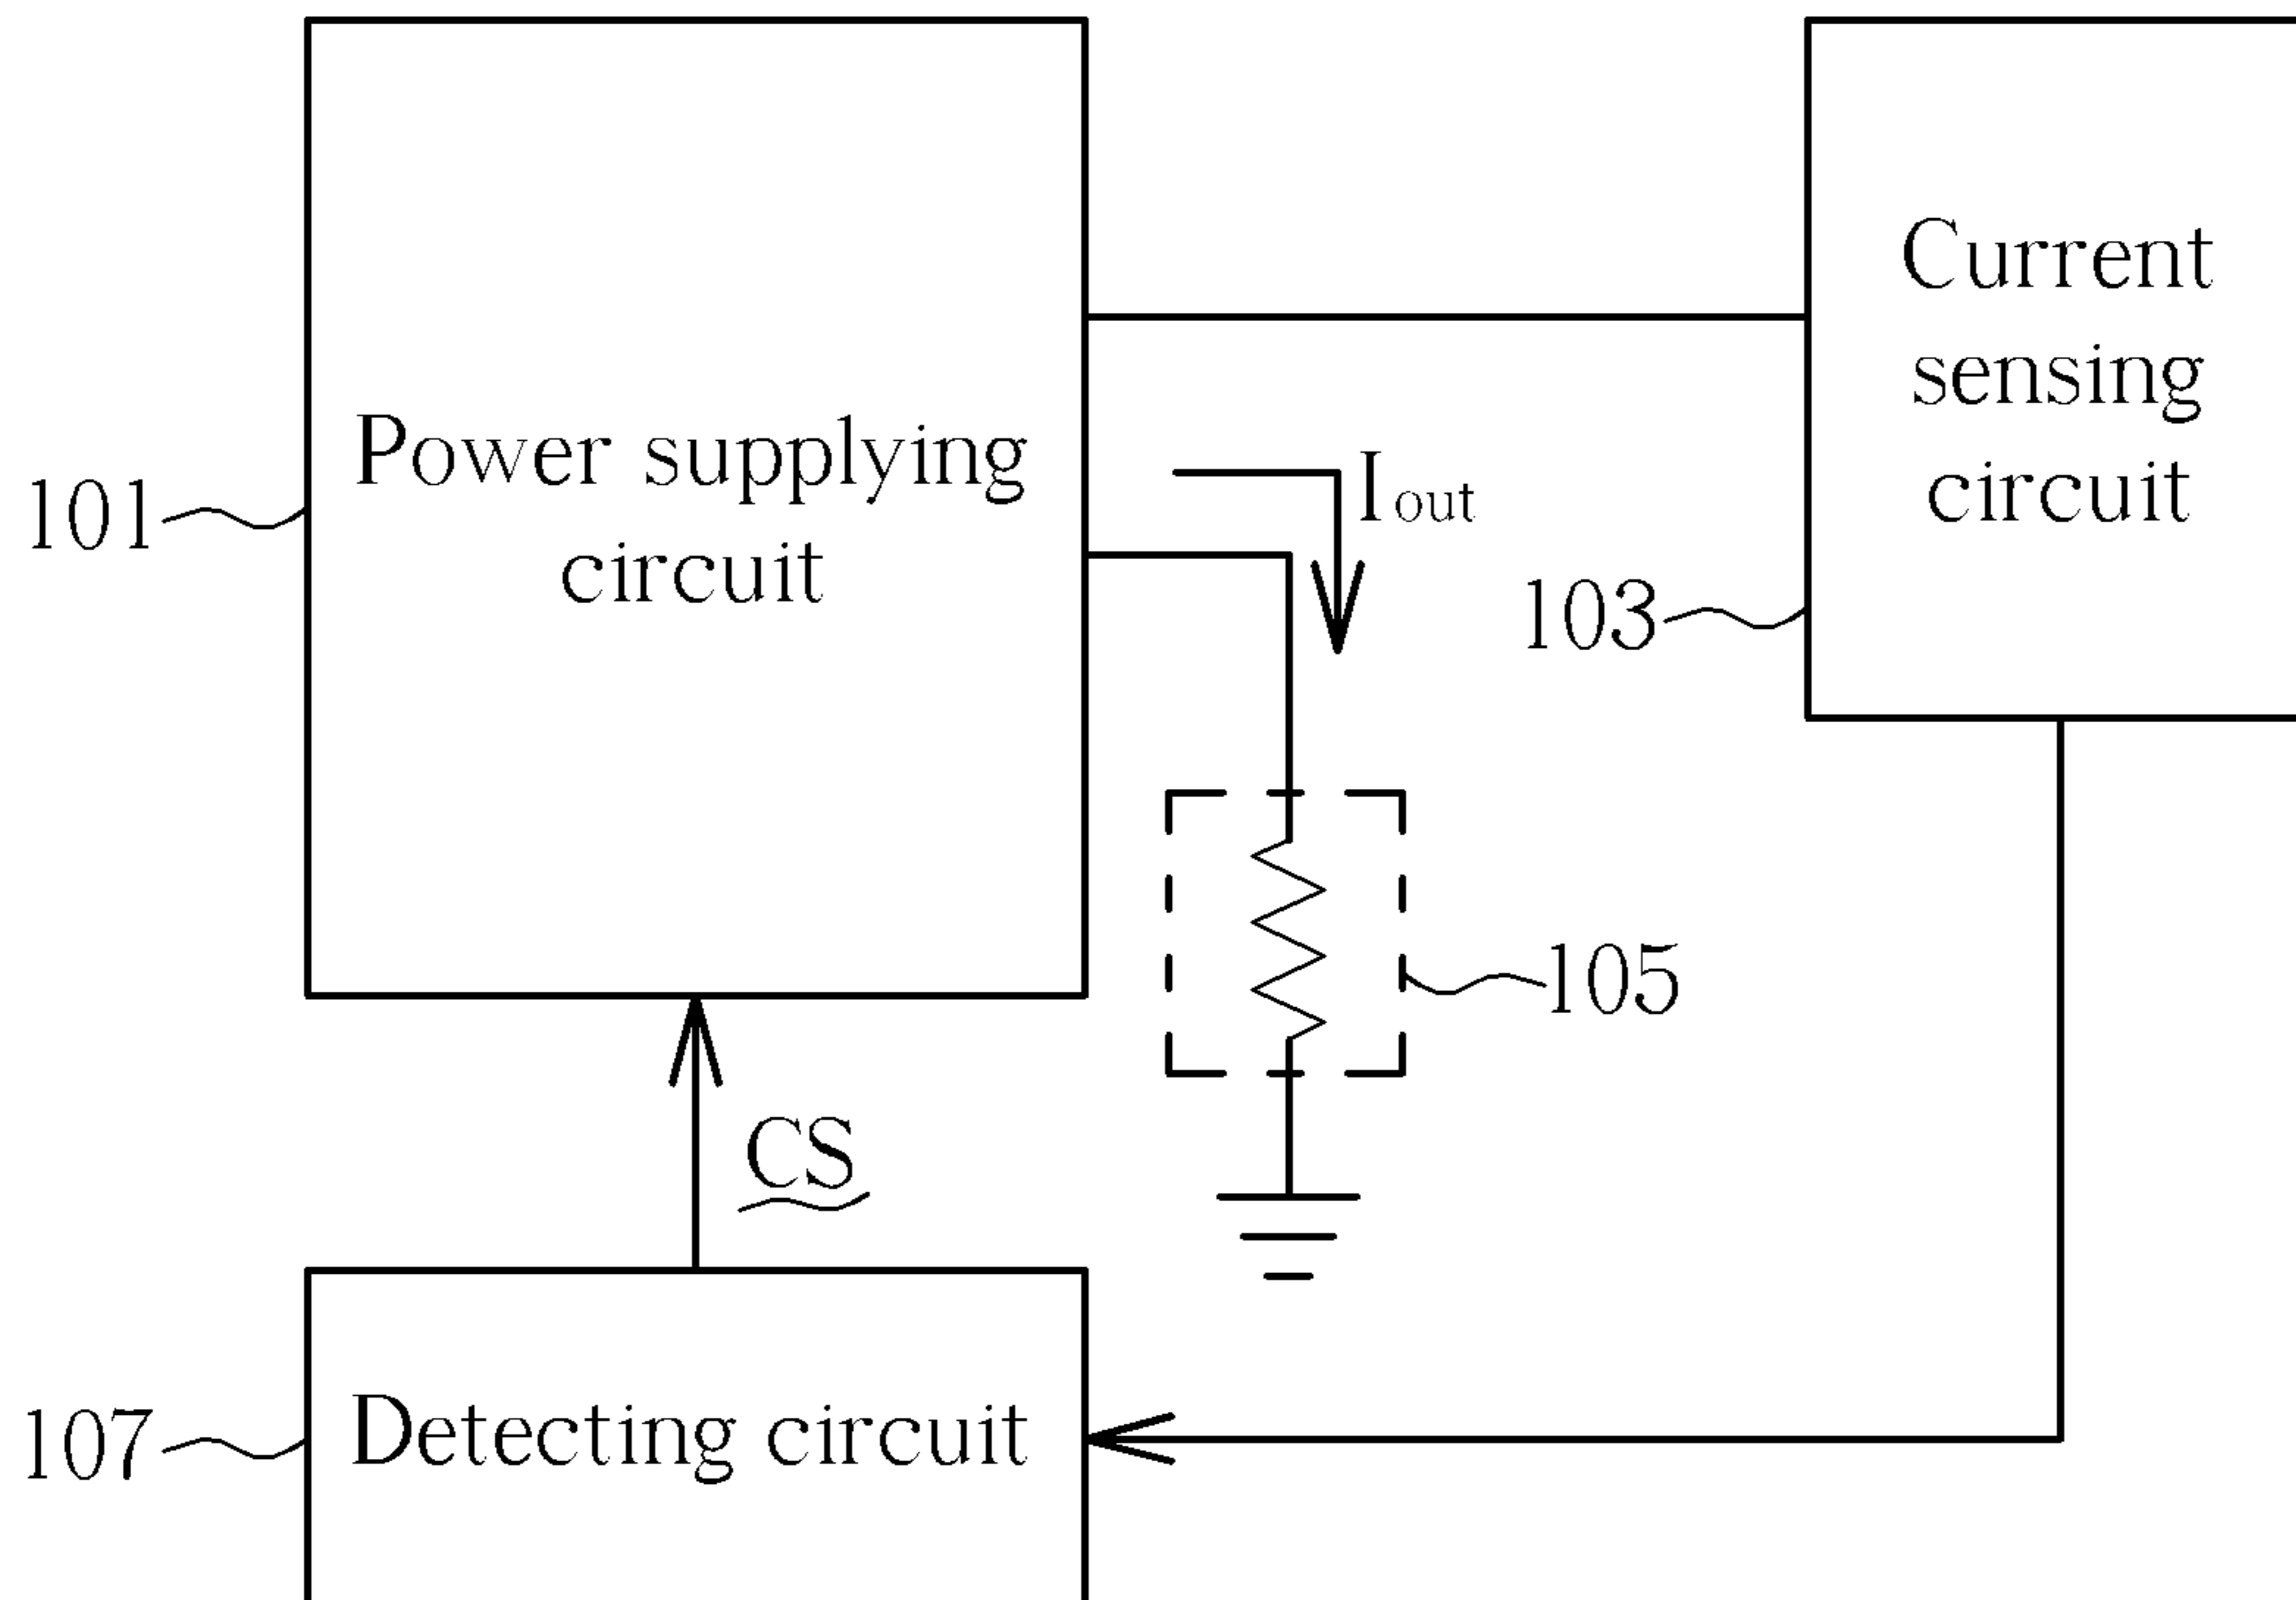 Current
sensing
circuit
Power supplying
circuit
101
Iout
103
105
CS
Detecting circuit
107